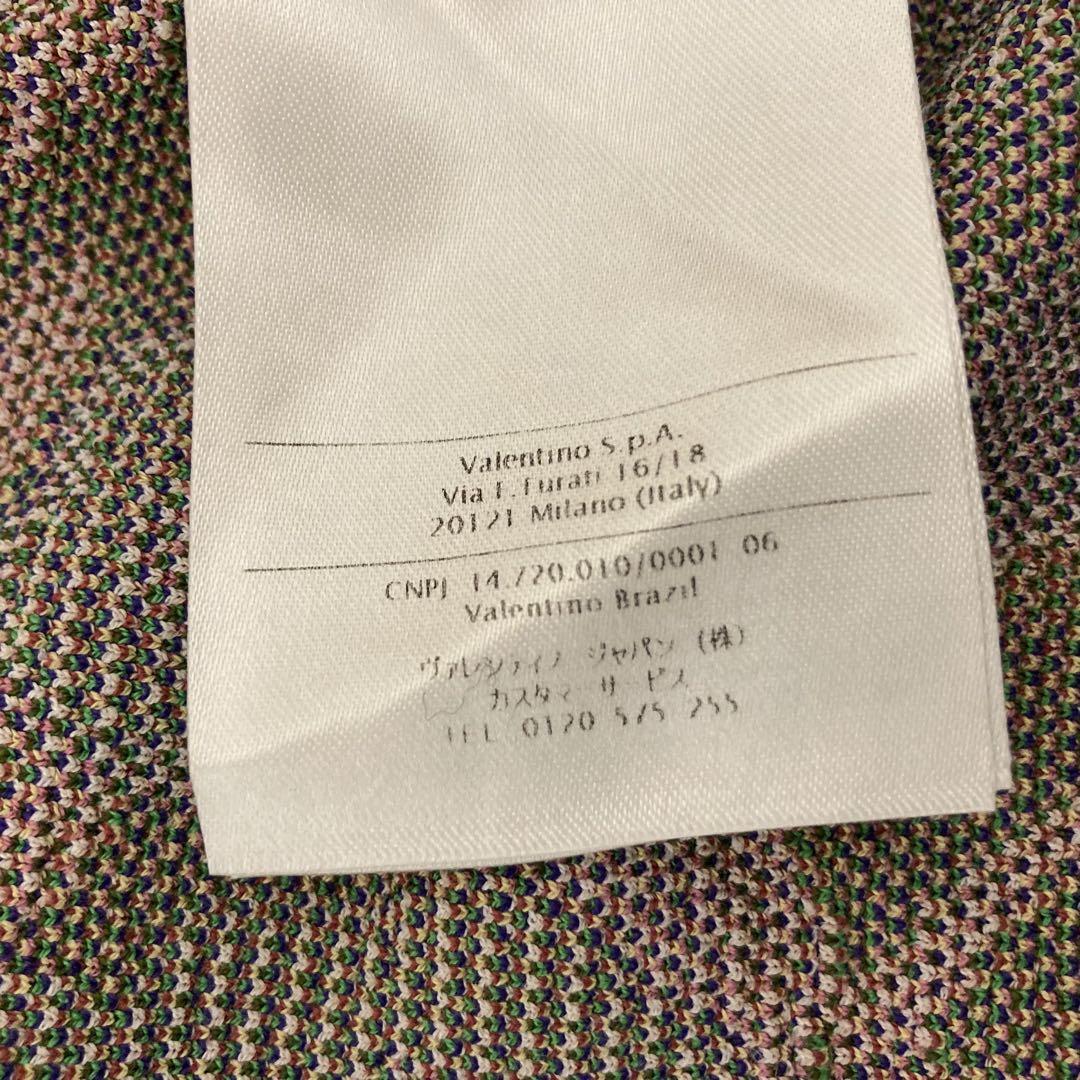 Valentino S.p.A.
Via F. Turati 16/18
20121 Milano (Italy)
CNPJ 14.720.010/0001 06
Valentino Brazil
ヴァレンティノ ジャパン (株)
カスタマーサービス
TEL 0120 575 255